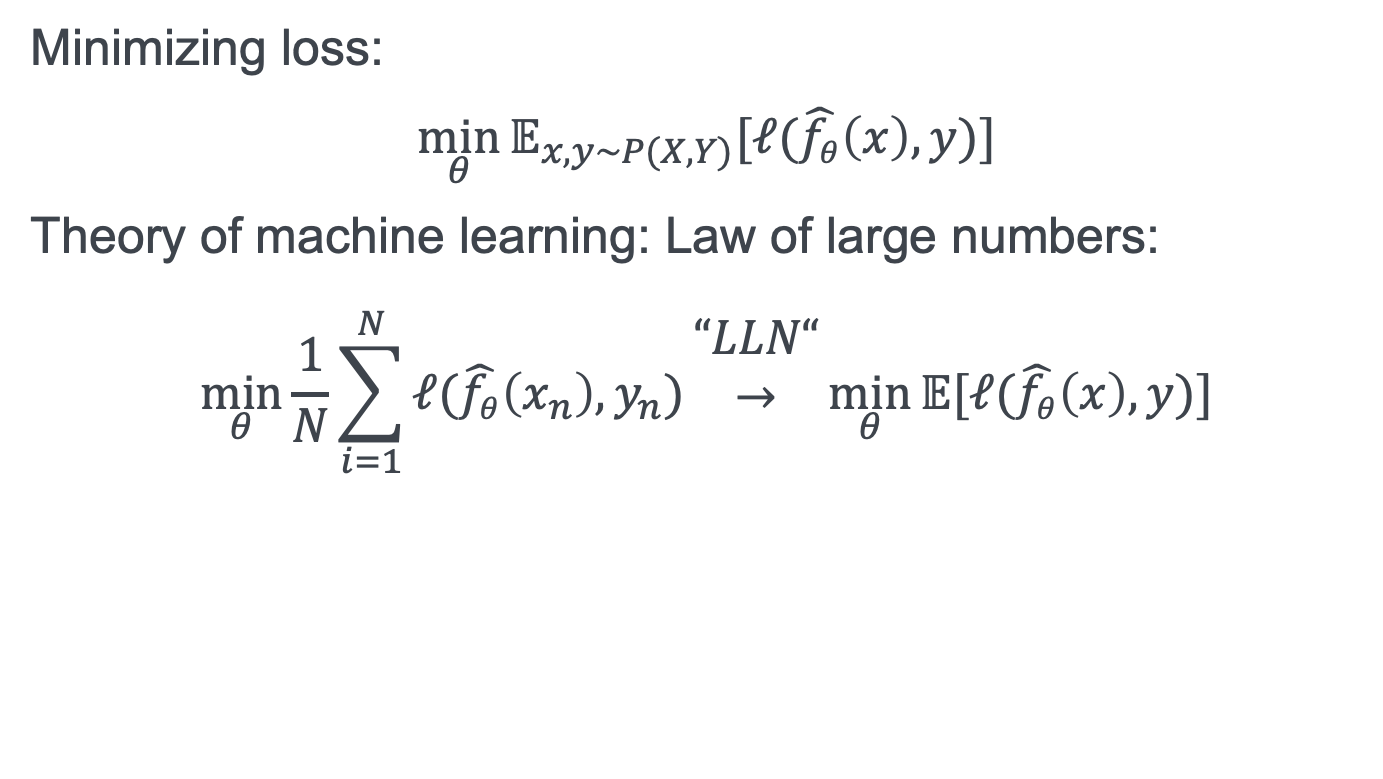 Minimizing loss:
min_θ 𝔼_{x,y~P(X,Y)}[ℓ(f̂_θ(x), y)]
Theory of machine learning: Law of large numbers:
min_θ 1/N ∑_{i=1}^{N} ℓ(f̂_θ(x_n), y_n) “LLN“ → min_θ 𝔼[ℓ(f̂_θ(x), y)]